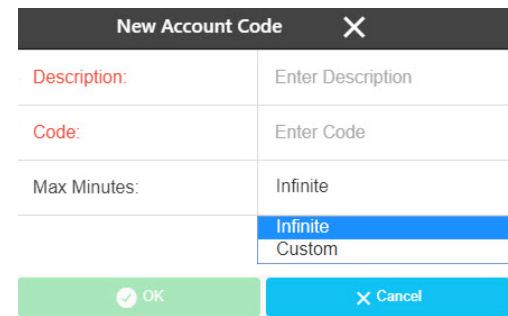 New Account Code
Description: Enter Description
Code: Enter Code
Max Minutes: Infinite
Infinite
Custom
OK Cancel